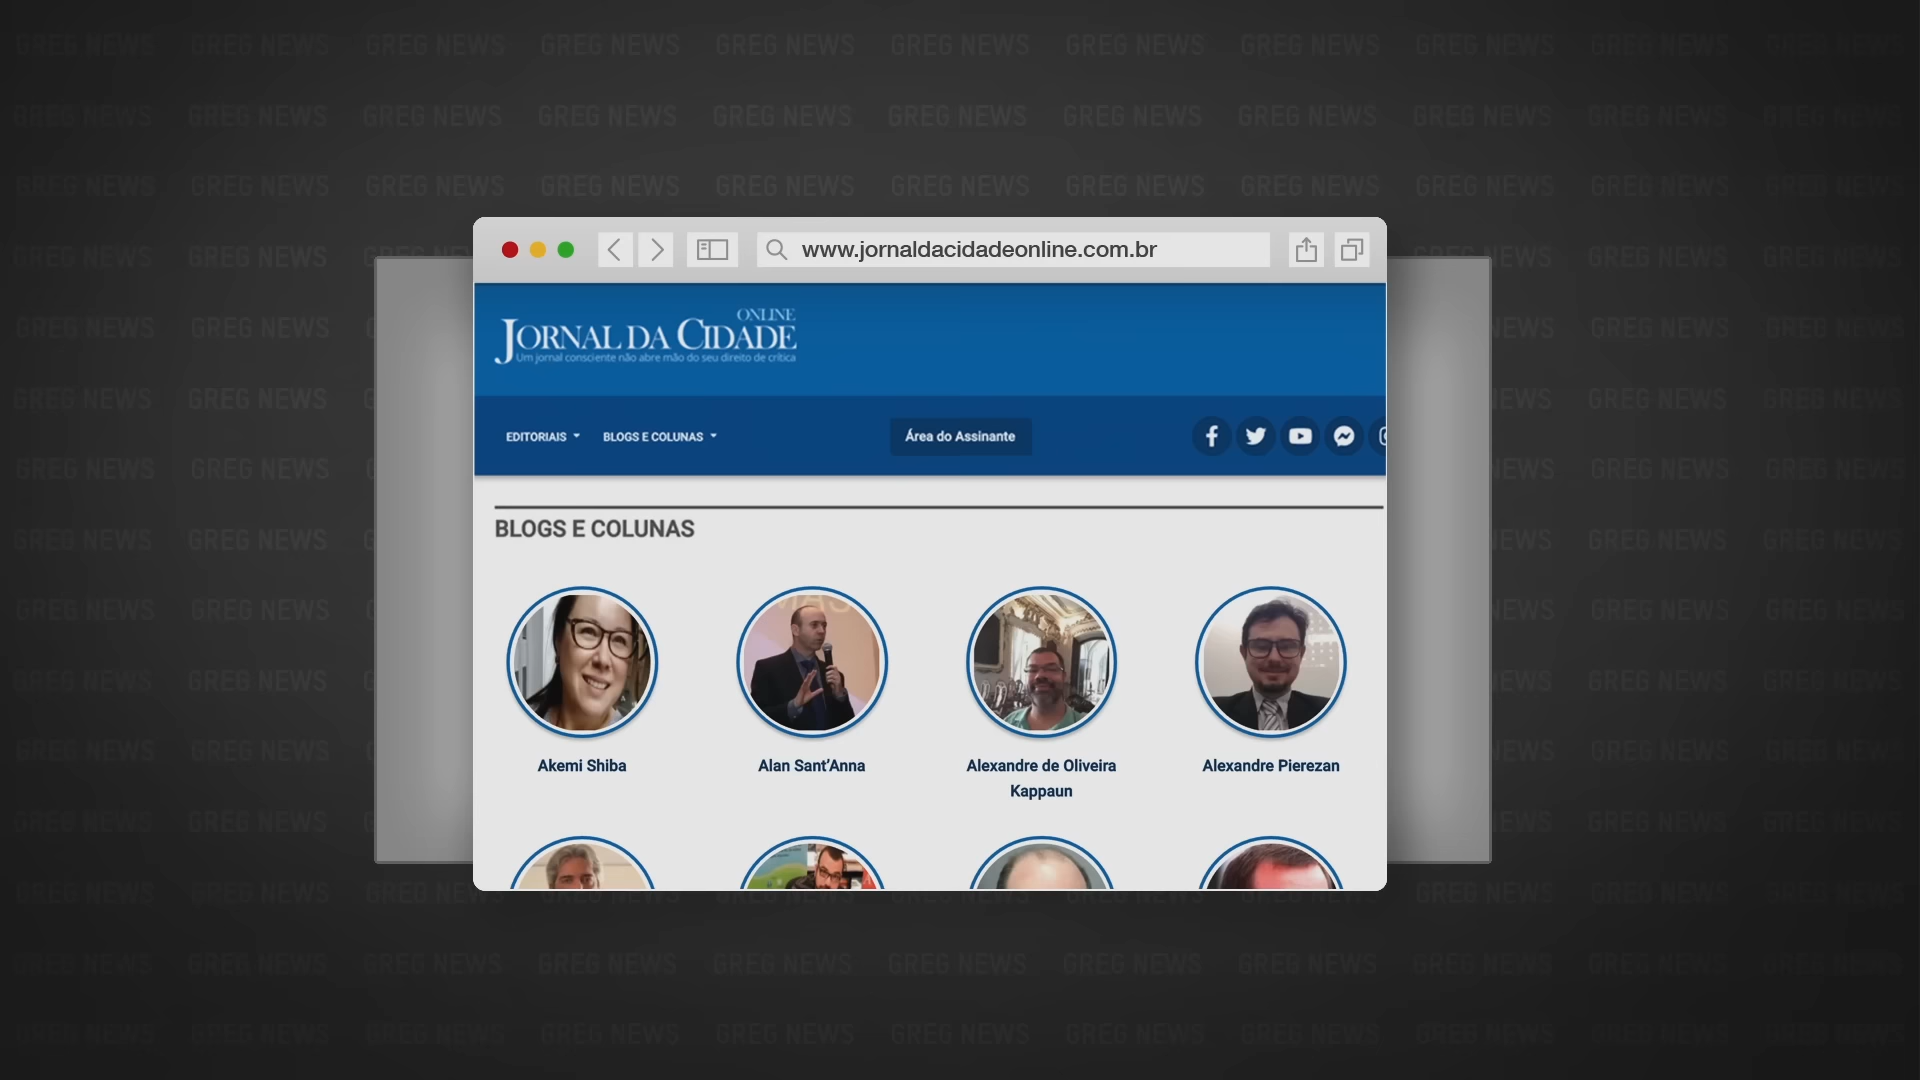 www.jornaldacidadeonline.com.br
ONLINE
JORNAL DA CIDADE
Um jornal consciente não abre mão do seu direito de crítica
EDITORIAIS BLOGS E COLUNAS Área do Assinante
BLOGS E COLUNAS
Akemi Shiba Alan Sant'Anna Alexandre de Oliveira Kappaun Alexandre Pierezan
GREG NEWS